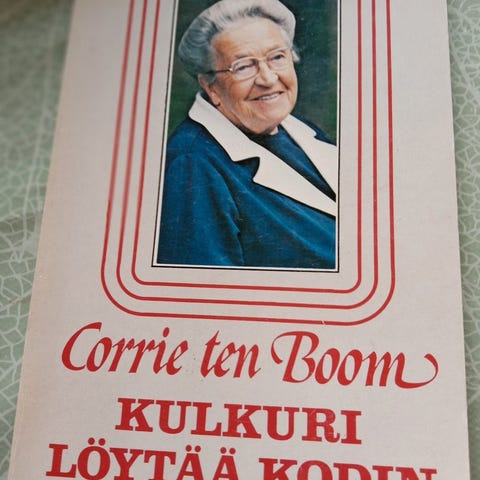 Corrie ten Boom
KULKURI
LÖYTÄÄ KODIN